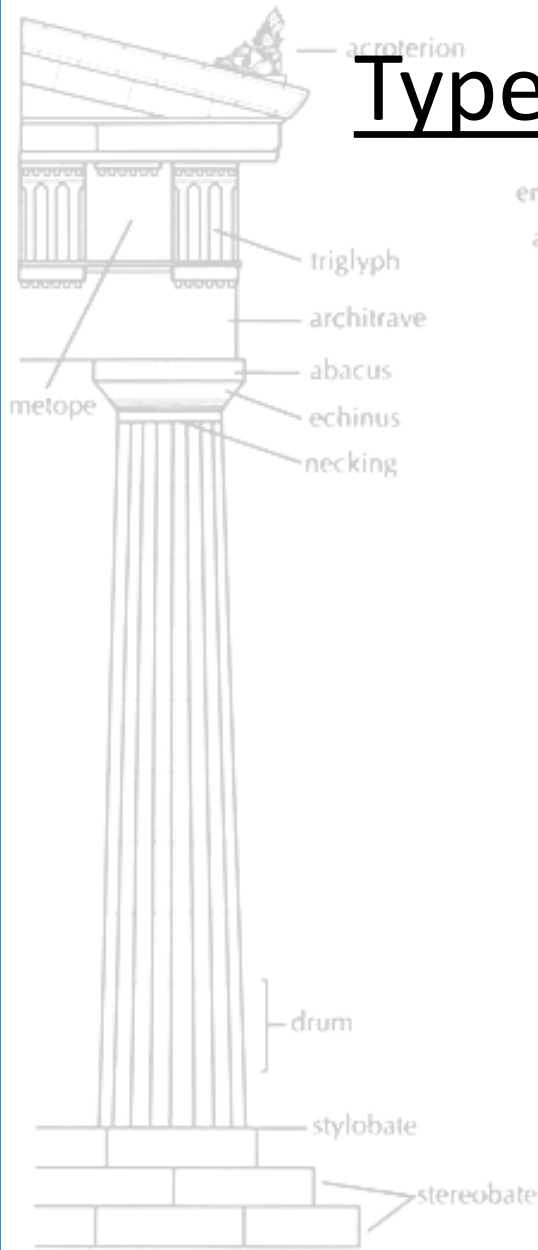 acroterion
Type
triglyph
architrave
abacus
metope
echinus
necking
drum
stylobate
stereobate